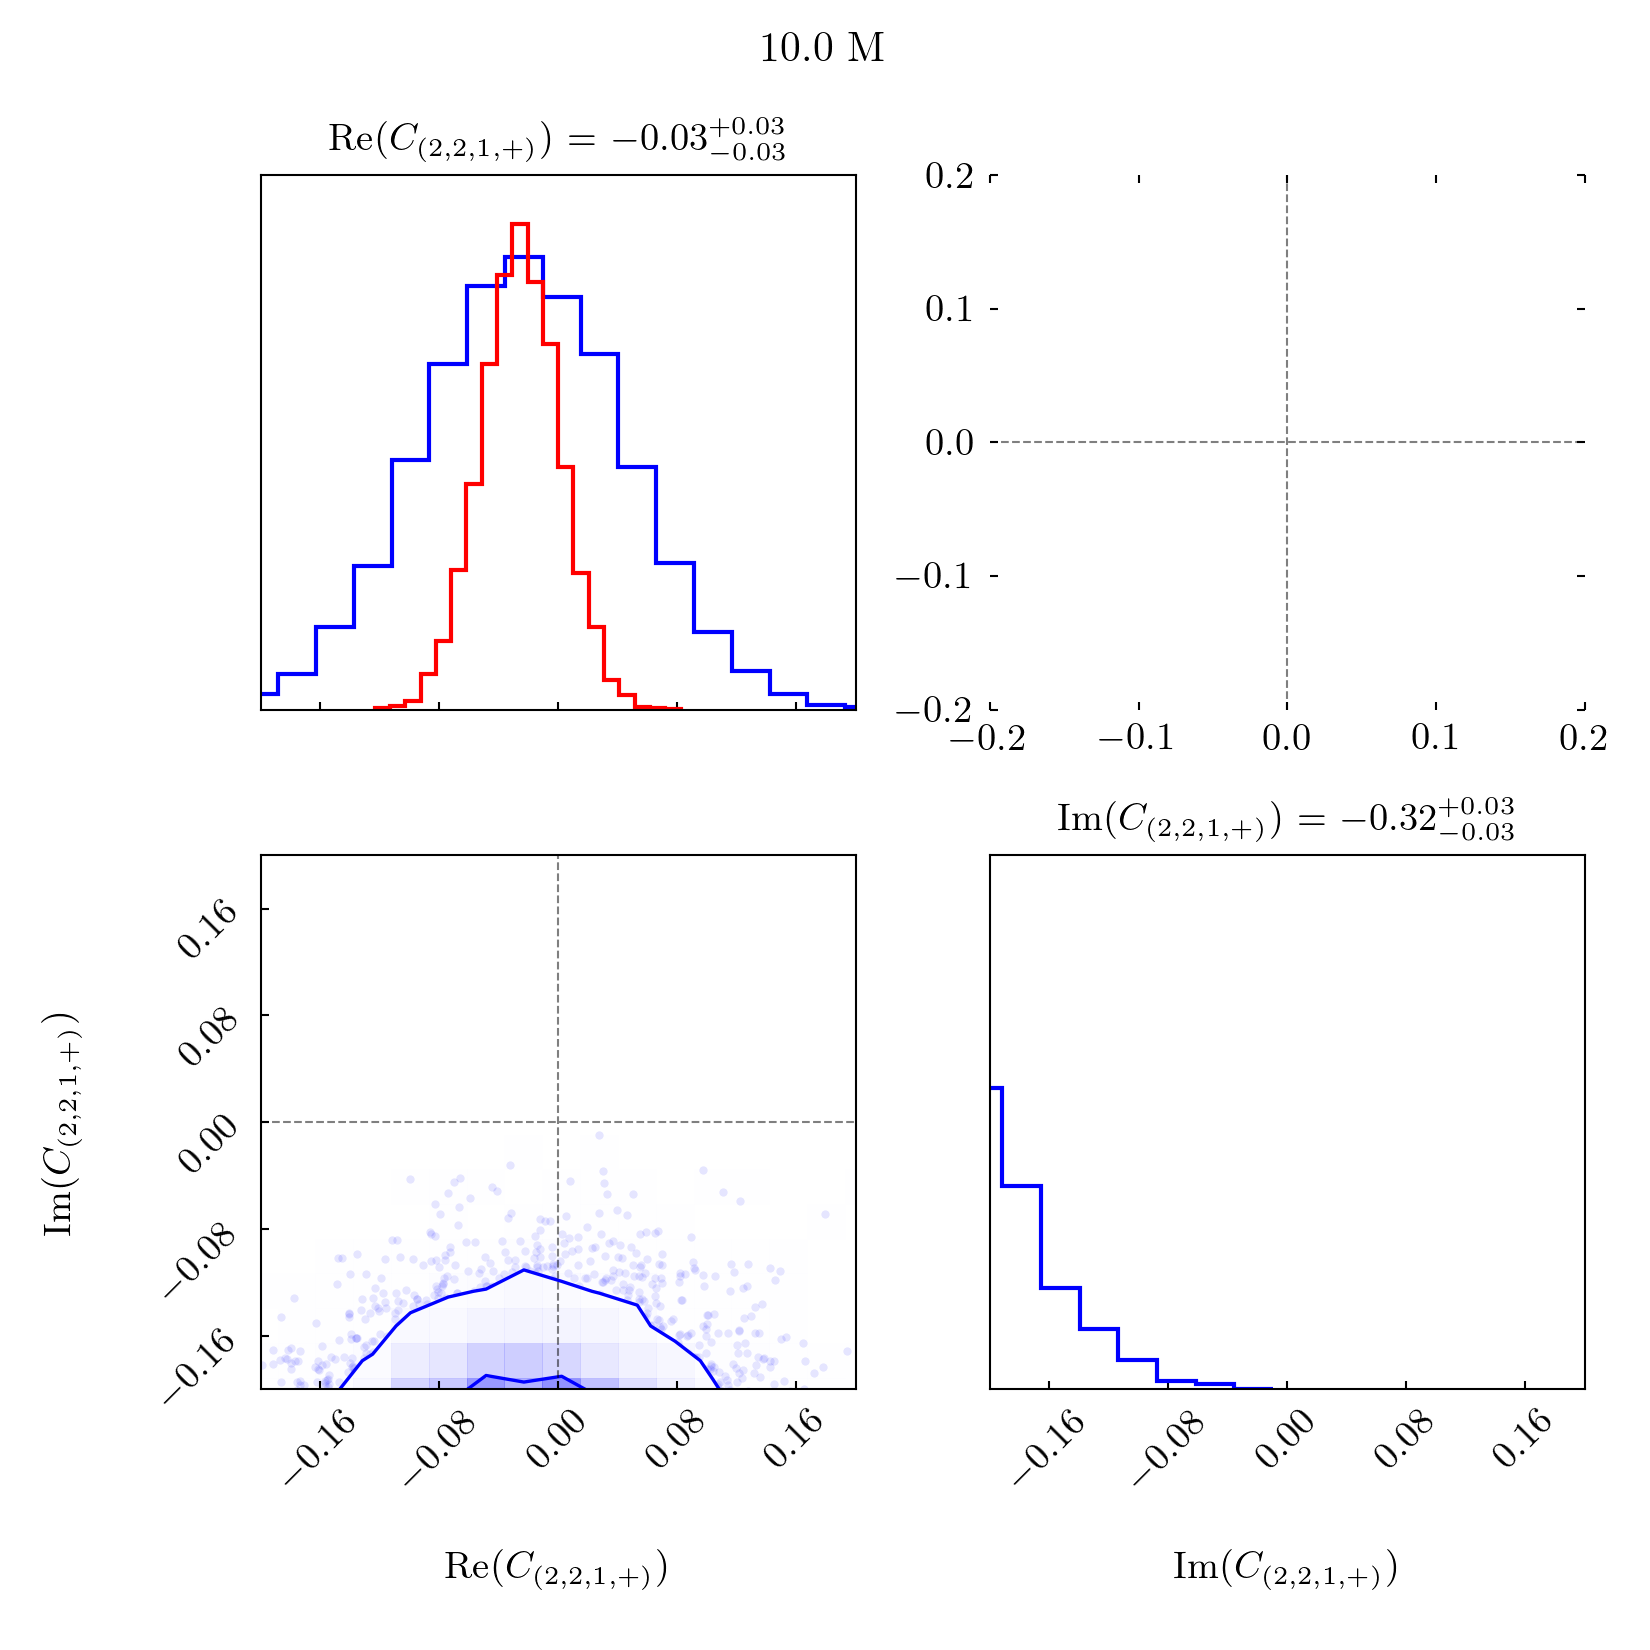 10.0 M
Re(C₍₂,₂,₁,₊₎) = −0.03 +0.03 −0.03
0.2
0.1
0.0
−0.1
−0.2
−0.2 −0.1 0.0 0.1 0.2
Im(C₍₂,₂,₁,₊₎) = −0.32 +0.03 −0.03
Im(C₍₂,₂,₁,₊₎)
0.16
0.08
0.00
−0.08
−0.16
−0.16 −0.08 0.00 0.08 0.16
−0.16 −0.08 0.00 0.08 0.16
Re(C₍₂,₂,₁,₊₎)
Im(C₍₂,₂,₁,₊₎)